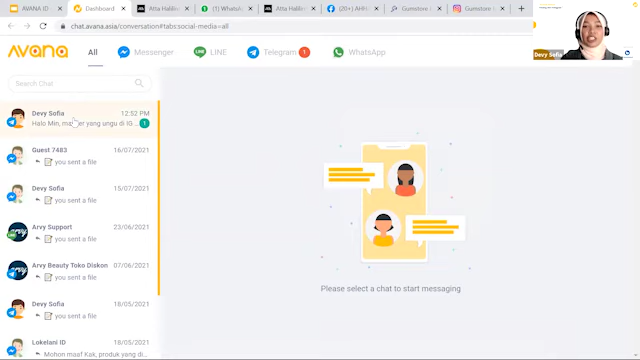 AVANA ID
Dashboard
Atta Halilin
(1) WhatsA
Atta Halilin
(20+) AHH
Gumstore
Gumstore
chat.avana.asia/conversation#tabs:social-media=all
AVANA
All
Messenger
LINE
Telegram 1
WhatsApp
Devy Sofia
Search Chat
Devy Sofia 12:52 PM
Halo Min, yang ungu di IG... 1
Guest 7483 16/07/2021
you sent a file
Devy Sofia 15/07/2021
you sent a file
Arvy Support 23/06/2021
you sent a file
Arvy Beauty Toko Diskon 07/06/2021
you sent a file
Devy Sofia 18/05/2021
you sent a file
Lokelani ID 18/05/2021
Mohon maaf Kak, produk yang di...
Please select a chat to start messaging